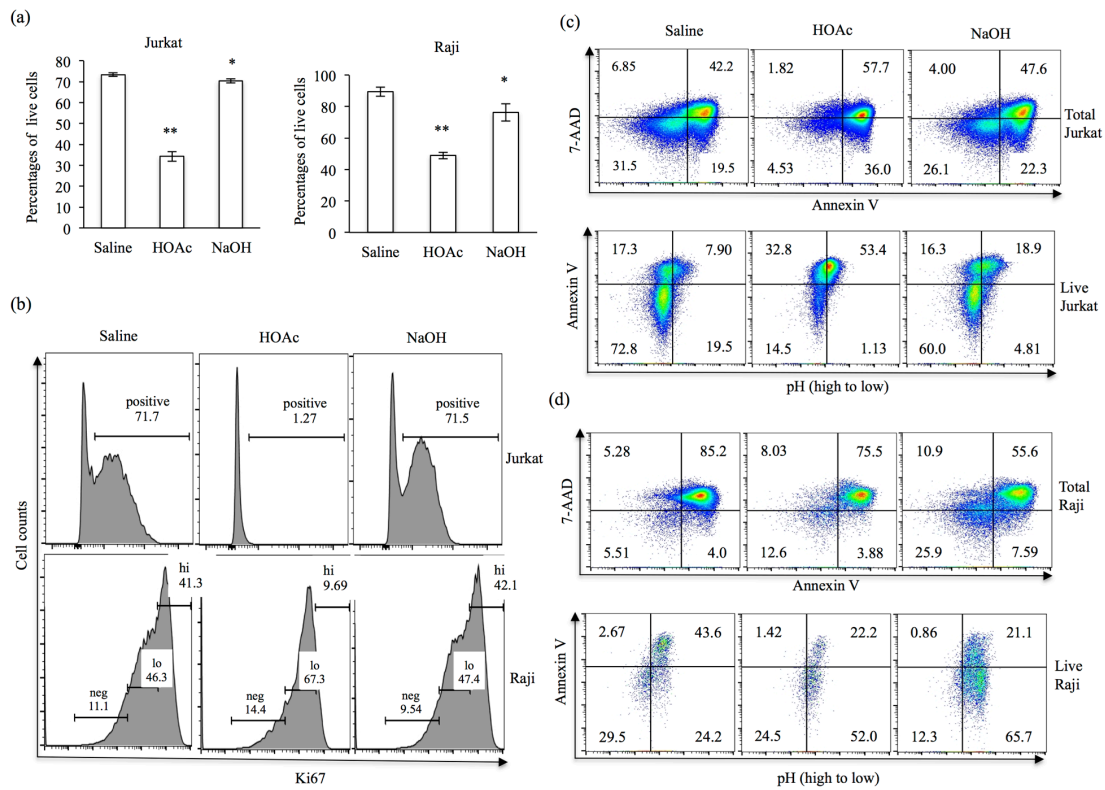 (a)
Jurkat
Percentages of live cells
80
70
60
50
40
30
20
10
0
**
*
Saline HOAc NaOH
Raji
Percentages of live cells
100
80
60
40
20
0
**
*
Saline HOAc NaOH
(b)
Saline HOAc NaOH
Cell counts
positive
71.7
positive
1.27
positive
71.5
Jurkat
hi
41.3
lo
46.3
neg
11.1
hi
9.69
lo
67.3
neg
14.4
hi
42.1
lo
47.4
neg
9.54
Raji
Ki67
(c)
Saline HOAc NaOH
7-AAD
6.85 42.2 1.82 57.7 4.00 47.6
Total
Jurkat
31.5 19.5 4.53 36.0 26.1 22.3
Annexin V
Annexin V
17.3 7.90 32.8 53.4 16.3 18.9
Live
Jurkat
72.8 19.5 14.5 1.13 60.0 4.81
pH (high to low)
(d)
7-AAD
5.28 85.2 8.03 75.5 10.9 55.6
Total
Raji
5.51 4.0 12.6 3.88 25.9 7.59
Annexin V
Annexin V
2.67 43.6 1.42 22.2 0.86 21.1
Live
Raji
29.5 24.2 24.5 52.0 12.3 65.7
pH (high to low)